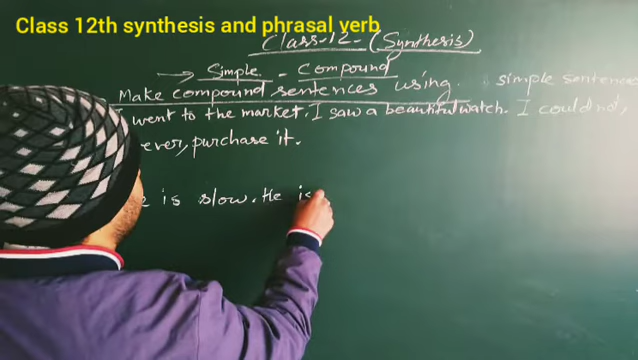 Class 12th synthesis and phrasal verb
Class-12-(Synthesis)
→ Simple - Compound
Make compound sentences using simple sentence
went to the market. I saw a beautiful watch. I could not,
ever, purchase it.
is slow. He is